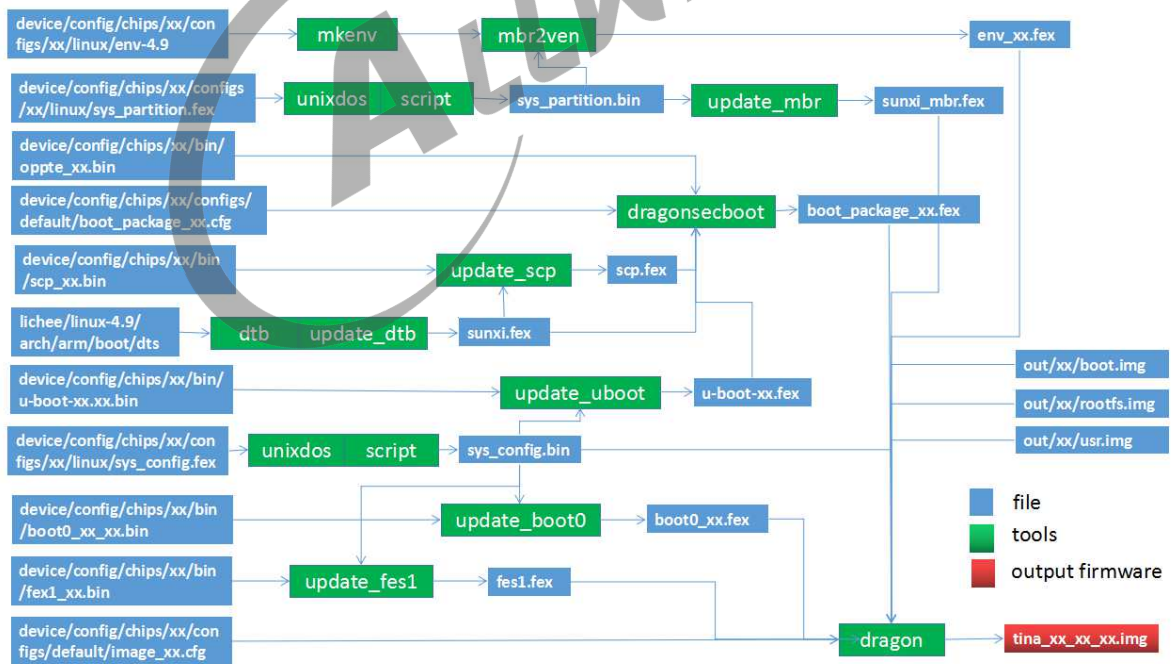 device/config/chips/xx/con
figs/xx/linux/env-4.9
mkenv
mbr2ven
env_xx.fex
device/config/chips/xx/configs
/xx/linux/sys_partition.fex
unixdos
script
sys_partition.bin
update_mbr
sunxi_mbr.fex
device/config/chips/xx/bin/
oppte_xx.bin
device/config/chips/xx/configs/
default/boot_package_xx.cfg
dragonsecboot
boot_package_xx.fex
device/config/chips/xx/bin
/scp_xx.bin
update_scp
scp.fex
lichee/linux-4.9/
arch/arm/boot/dts
dtb
update_dtb
sunxi.fex
out/xx/boot.img
device/config/chips/xx/bin/
u-boot-xx.xx.bin
update_uboot
u-boot-xx.fex
out/xx/rootfs.img
device/config/chips/xx/con
figs/xx/linux/sys_config.fex
unixdos
script
sys_config.bin
out/xx/usr.img
device/config/chips/xx/bin
/boot0_xx_xx.bin
update_boot0
boot0_xx.fex
file
tools
output firmware
device/config/chips/xx/bin
/fex1_xx.bin
update_fes1
fes1.fex
device/config/chips/xx/con
figs/default/image_xx.cfg
dragon
tina_xx_xx_xx.img